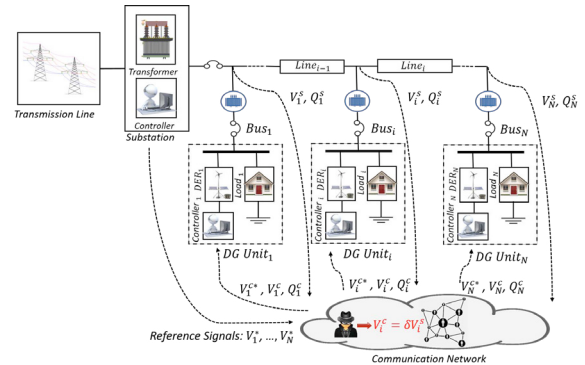 Transmission Line
Transformer
Controller
Substation
Line_{i-1}
Line_i
V_1^s, Q_1^s
V_i^s, Q_i^s
V_N^s, Q_N^s
Bus_1
Bus_i
Bus_N
Controller_1
DER_1
Load_1
Controller_i
DER_i
Load_i
Controller_N
DER_N
Load_N
DG Unit_1
DG Unit_i
DG Unit_N
V_1^{c*}, V_1^c, Q_1^c
V_i^{c*}, V_i^c, Q_i^c
V_N^{c*}, V_N^c, Q_N^c
V_i^c = δV_i^s
Reference Signals: V_1^*, …, V_N^*
Communication Network